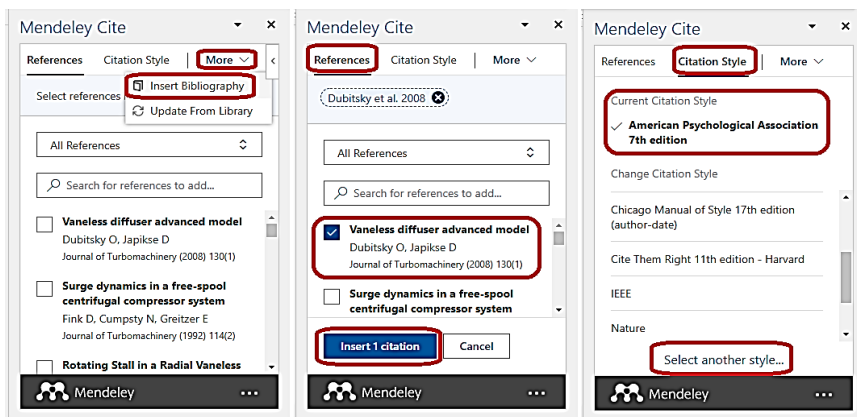 Mendeley Cite
References Citation Style More
Insert Bibliography
Select references
Update From Library
All References
Search for references to add...
Vaneless diffuser advanced model
Dubitsky O, Japikse D
Journal of Turbomachinery (2008) 130(1)
Surge dynamics in a free-spool
centrifugal compressor system
Fink D, Cumpsty N, Greitzer E
Journal of Turbomachinery (1992) 114(2)
Rotating Stall in a Radial Vaneless
Mendeley
Mendeley Cite
References Citation Style More
Dubitsky et al. 2008
All References
Search for references to add...
Vaneless diffuser advanced model
Dubitsky O, Japikse D
Journal of Turbomachinery (2008) 130(1)
Surge dynamics in a free-spool
centrifugal compressor system
Insert 1 citation Cancel
Mendeley
Mendeley Cite
References Citation Style More
Current Citation Style
American Psychological Association
7th edition
Change Citation Style
Chicago Manual of Style 17th edition
(author-date)
Cite Them Right 11th edition - Harvard
IEEE
Nature
Select another style...
Mendeley